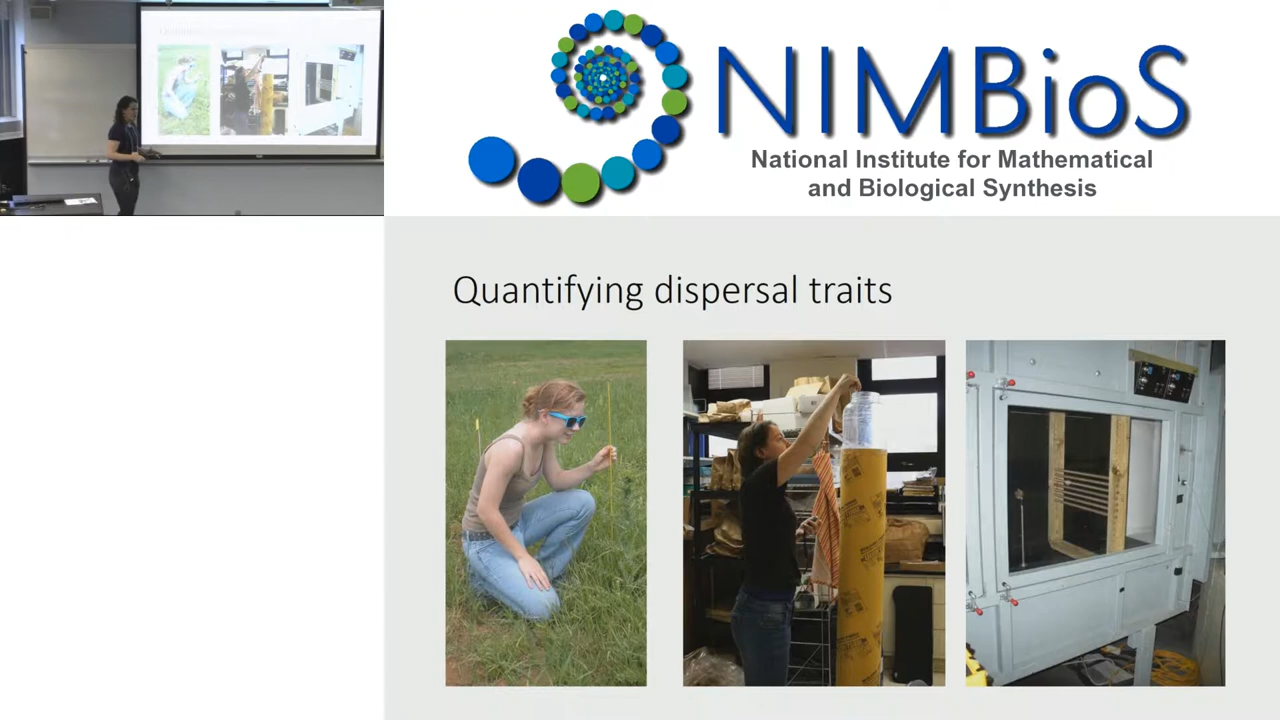 NIMBioS
National Institute for Mathematical
and Biological Synthesis
Quantifying dispersal traits